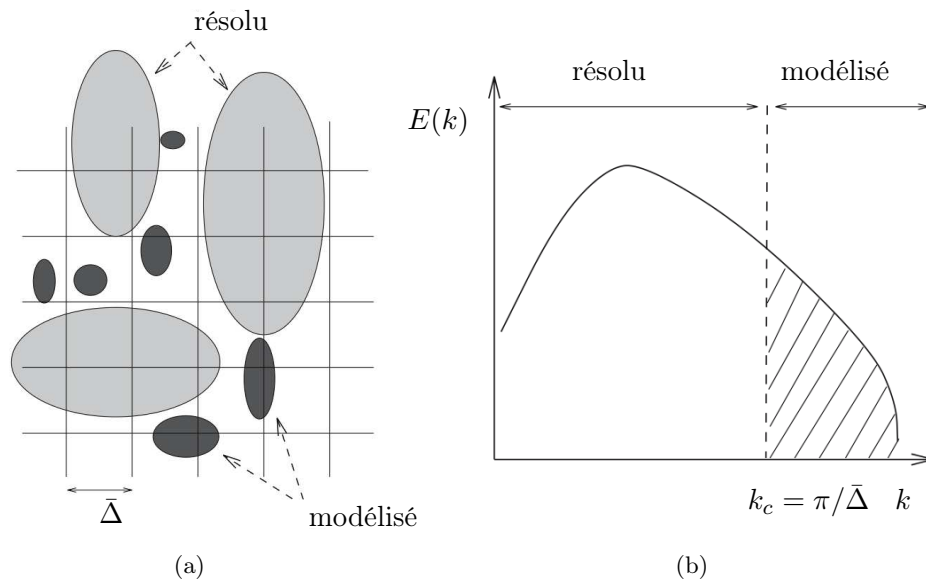 résolu
Δ̄
modélisé
(a)
résolu
modélisé
E(k)
k_c = π/Δ̄
k
(b)